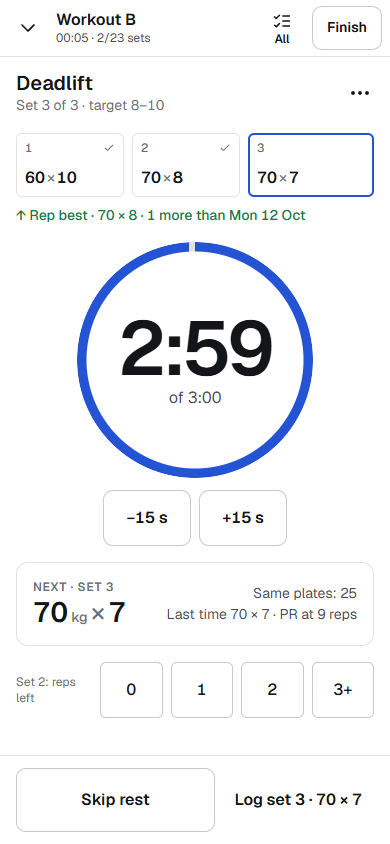 Workout B
00:05 · 2/23 sets
All
Finish
Deadlift
Set 3 of 3 · target 8–10
1
60×10
2
70×8
3
70×7
↑ Rep best · 70 × 8 · 1 more than Mon 12 Oct
2:59
of 3:00
−15 s
+15 s
NEXT · SET 3
70 kg × 7
Same plates: 25
Last time 70 × 7 · PR at 9 reps
Set 2: reps
left
0
1
2
3+
Skip rest
Log set 3 · 70 × 7